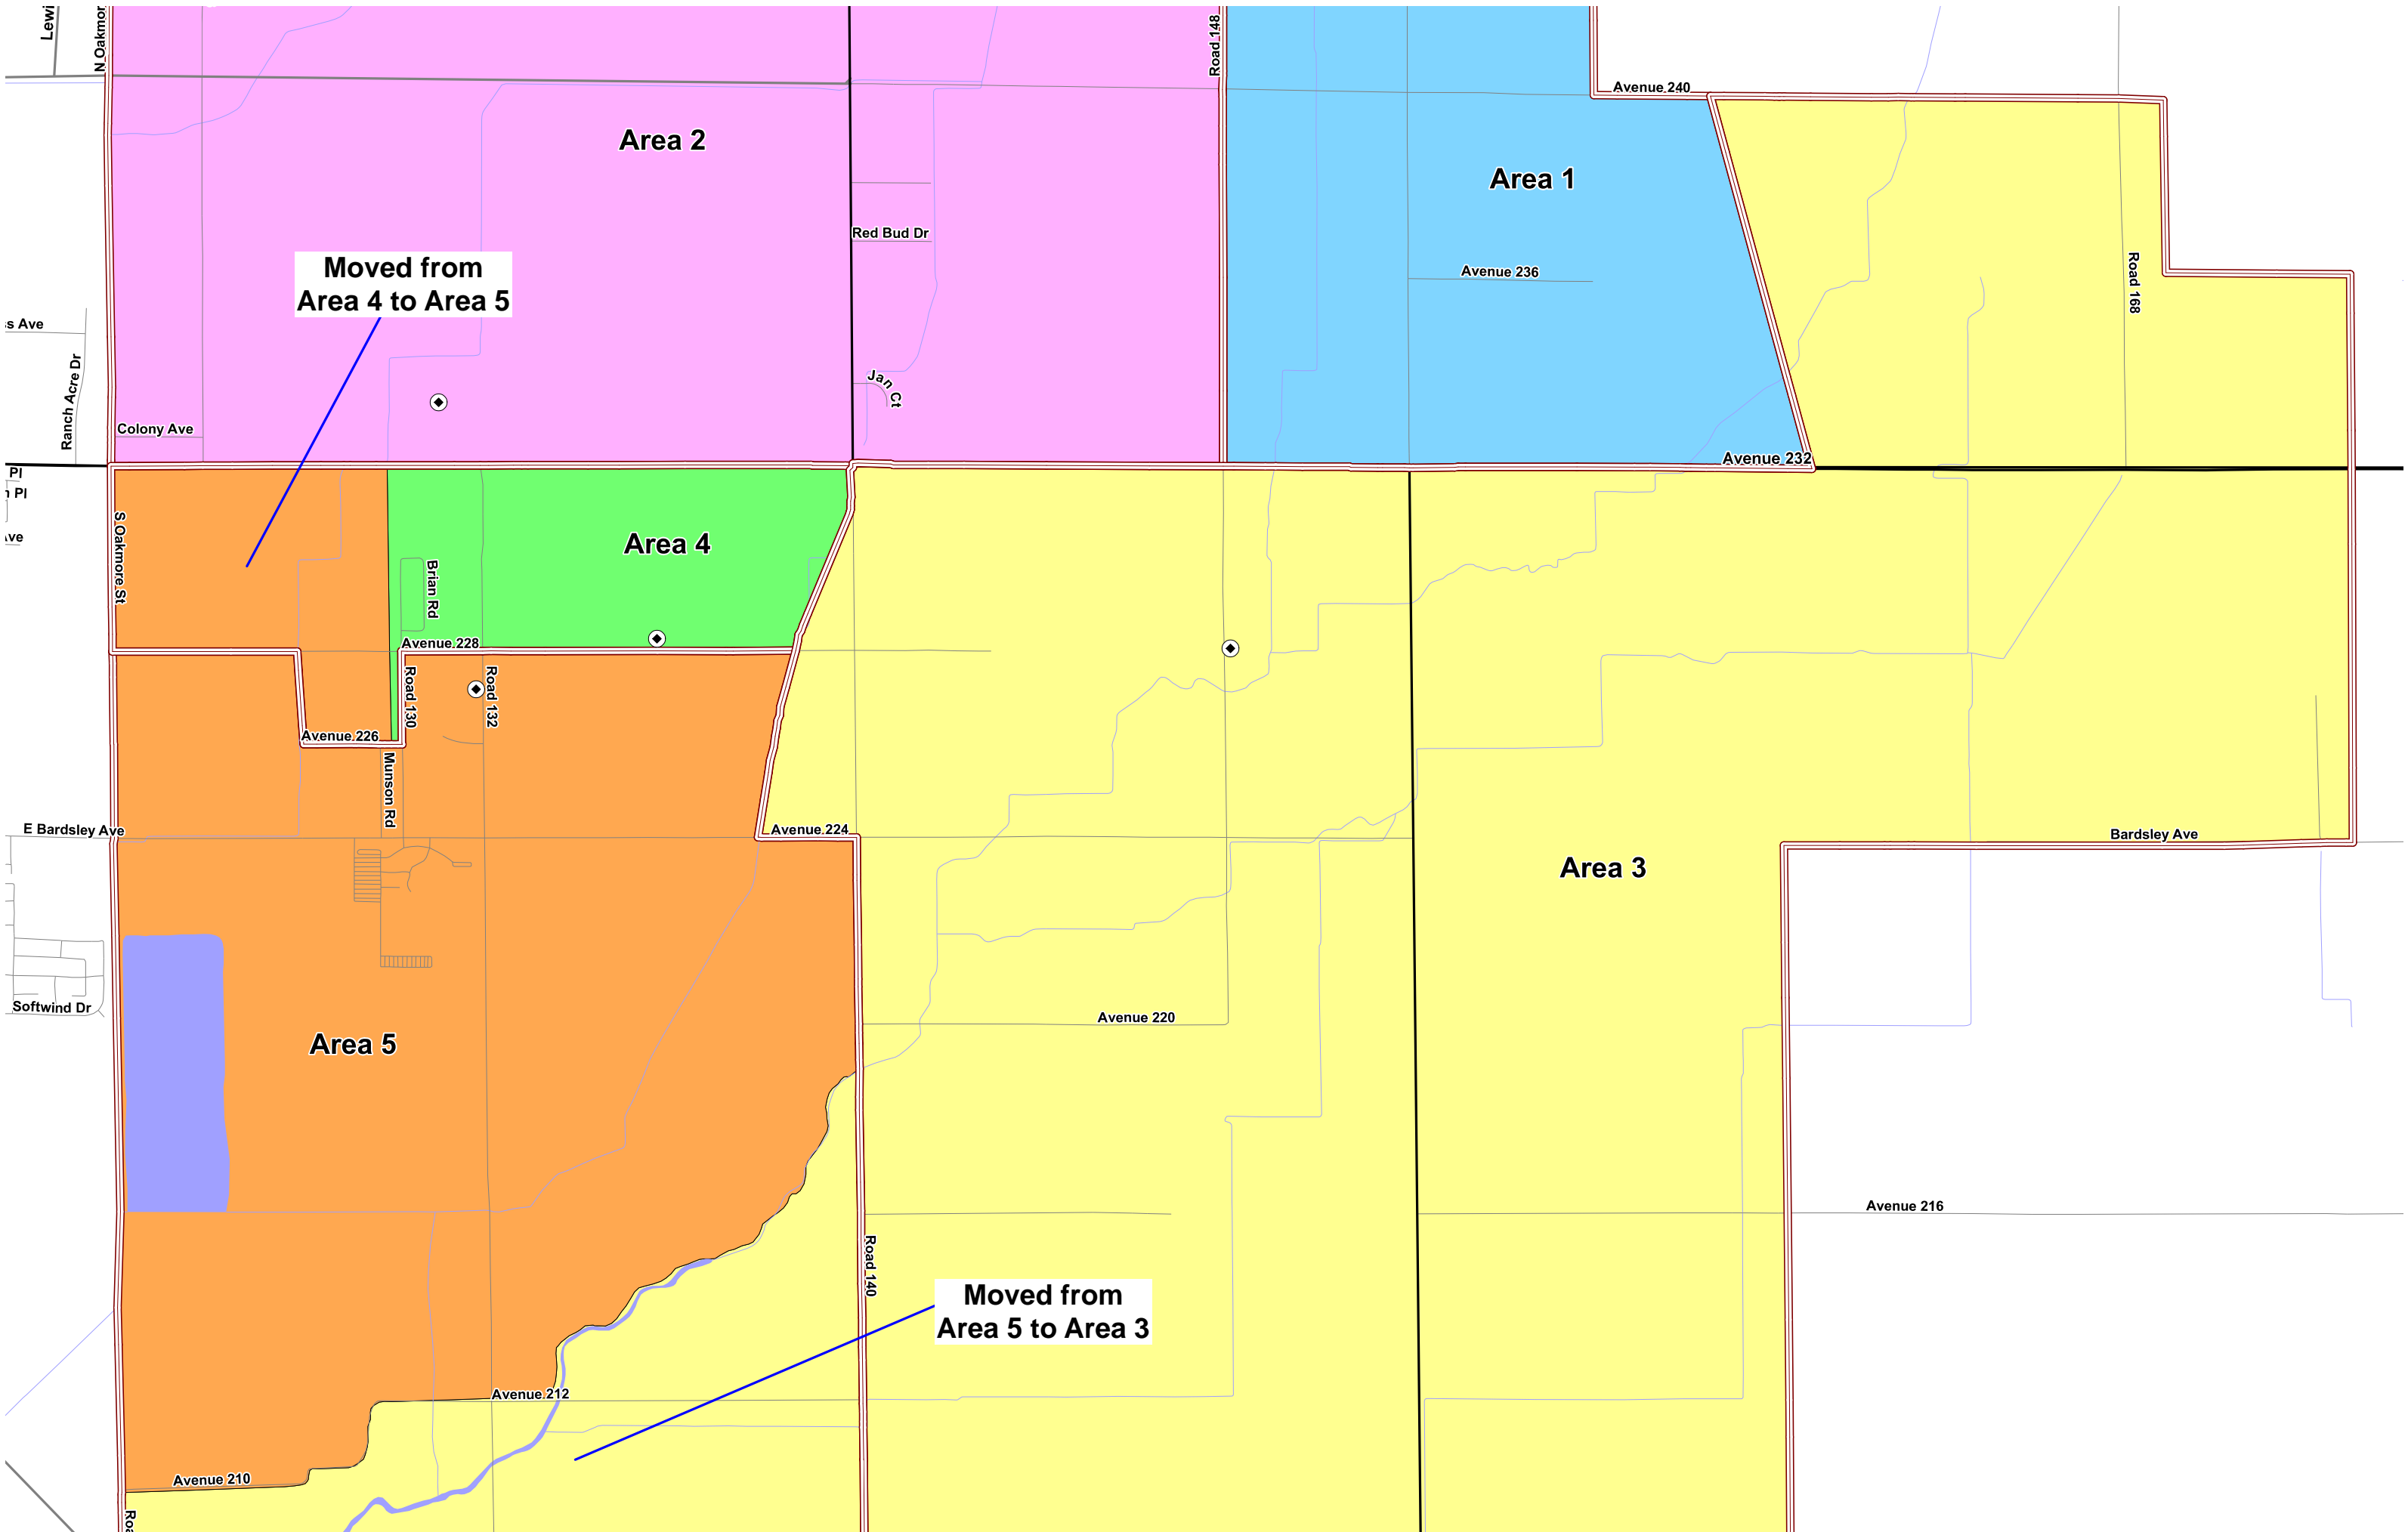 Lewi
N Oakmor
Road 148
Avenue 240
Area 2
Area 1
Red Bud Dr
Moved from
Area 4 to Area 5
Avenue 236
Road 168
s Ave
Ranch Acre Dr
Jan Ct
Colony Ave
Avenue 232
Pl
Pl
ve
S Oakmore St
Area 4
Brian Rd
Avenue 228
Road 130
Road 132
Avenue 226
Munson Rd
E Bardsley Ave
Avenue 224
Bardsley Ave
Area 3
Softwind Dr
Avenue 220
Area 5
Avenue 216
Road 140
Moved from
Area 5 to Area 3
Avenue 212
Avenue 210
Roa